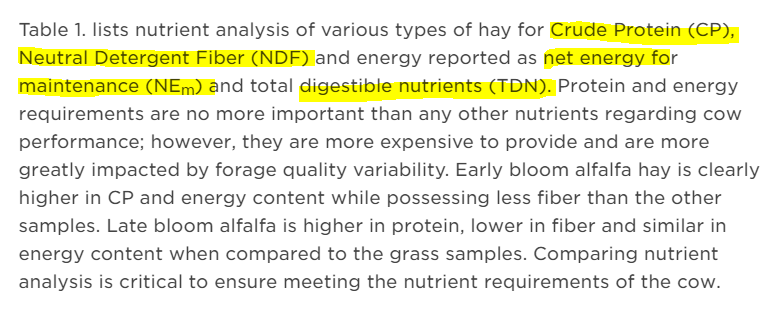 Table 1. lists nutrient analysis of various types of hay for Crude Protein (CP),
Neutral Detergent Fiber (NDF) and energy reported as net energy for
maintenance (NEm) and total digestible nutrients (TDN). Protein and energy
requirements are no more important than any other nutrients regarding cow
performance; however, they are more expensive to provide and are more
greatly impacted by forage quality variability. Early bloom alfalfa hay is clearly
higher in CP and energy content while possessing less fiber than the other
samples. Late bloom alfalfa is higher in protein, lower in fiber and similar in
energy content when compared to the grass samples. Comparing nutrient
analysis is critical to ensure meeting the nutrient requirements of the cow.